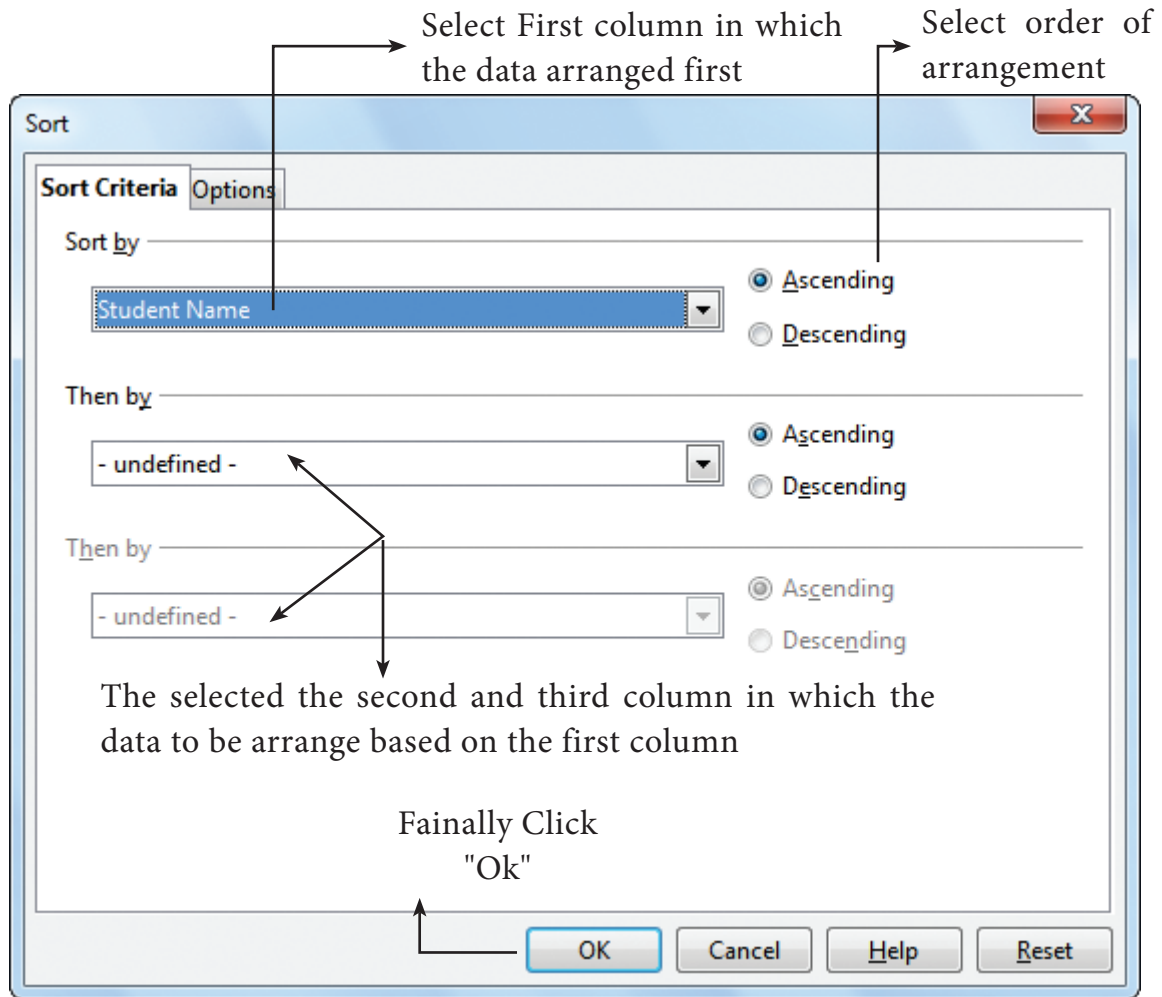 Select First column in which
the data arranged first
Select order of
arrangement
Sort
Sort Criteria Options
Sort by
Student Name
Ascending
Descending
Then by
- undefined -
Ascending
Descending
Then by
- undefined -
Ascending
Descending
The selected the second and third column in which the
data to be arrange based on the first column
Fainally Click
"Ok"
OK Cancel Help Reset